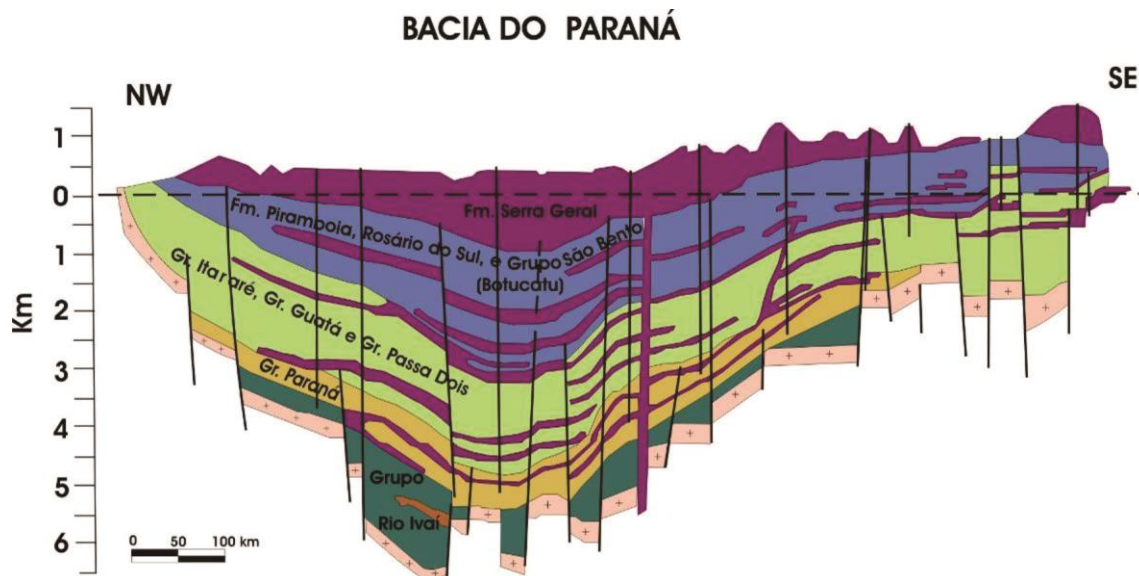 BACIA DO PARANÁ
NW
SE
Km
1
0
1
2
3
4
5
6
Fm. Serra Geral
Fm. Piramboia, Rosário do Sul, e Grupo São Bento
(Botucatu)
Gr. Itararé, Gr. Guatá e Gr. Passa Dois
Gr. Paraná
Grupo
Rio Ivaí
0 50 100 km